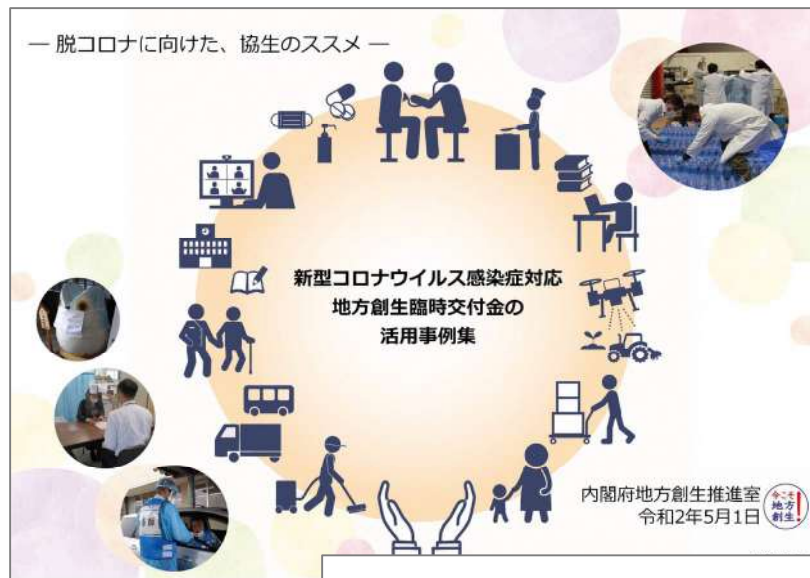 — 脱コロナに向けた、協生のススメ —
新型コロナウイルス感染症対応
地方創生臨時交付金の
活用事例集
内閣府地方創生推進室
令和2年5月1日
今こそ
地方
創生!